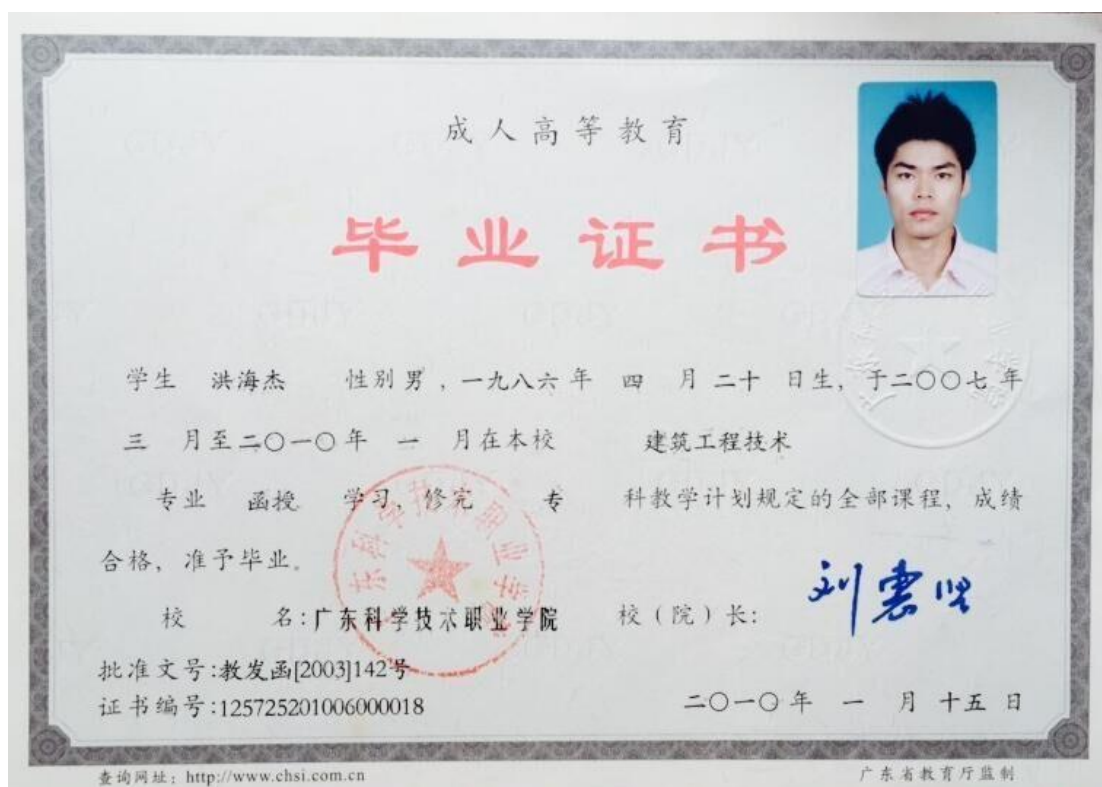 成人高等教育
毕业证书
学生 洪海杰 性别 男，一九八六年 四 月 二十 日生，于二〇〇七年
三 月至二〇一〇年 一 月在本校 建筑工程技术
专业 函授 学习，修完 专 科教学计划规定的全部课程，成绩
合格，准予毕业。
校 名：广东科学技术职业学院 校（院）长：刘霙坚
批准文号：教发函[2003]142号
证书编号：125725201006000018 二〇一〇年 一 月 十五 日
查询网址：http://www.chsi.com.cn 广东省教育厅监制